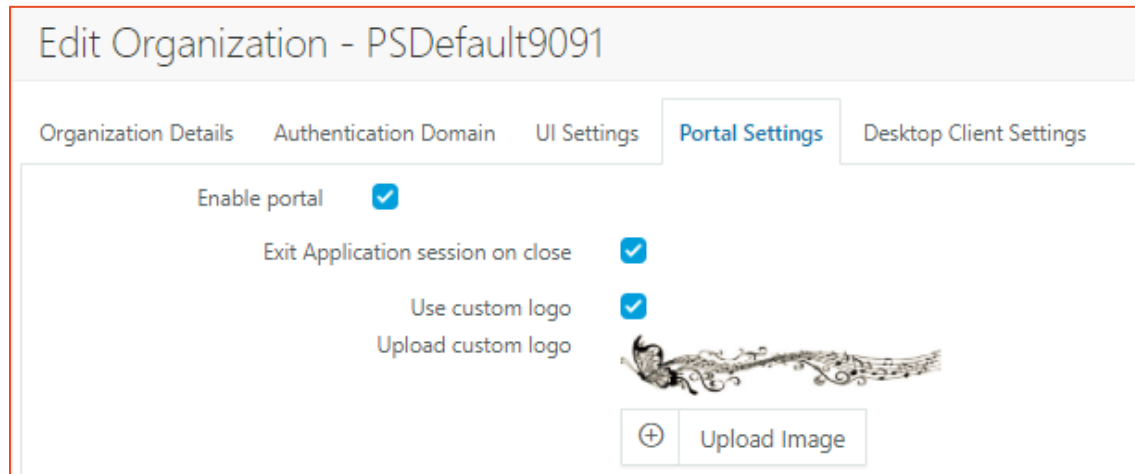 Edit Organization - PSDefault9091
Organization Details Authentication Domain UI Settings Portal Settings Desktop Client Settings
Enable portal
Exit Application session on close
Use custom logo
Upload custom logo
Upload Image